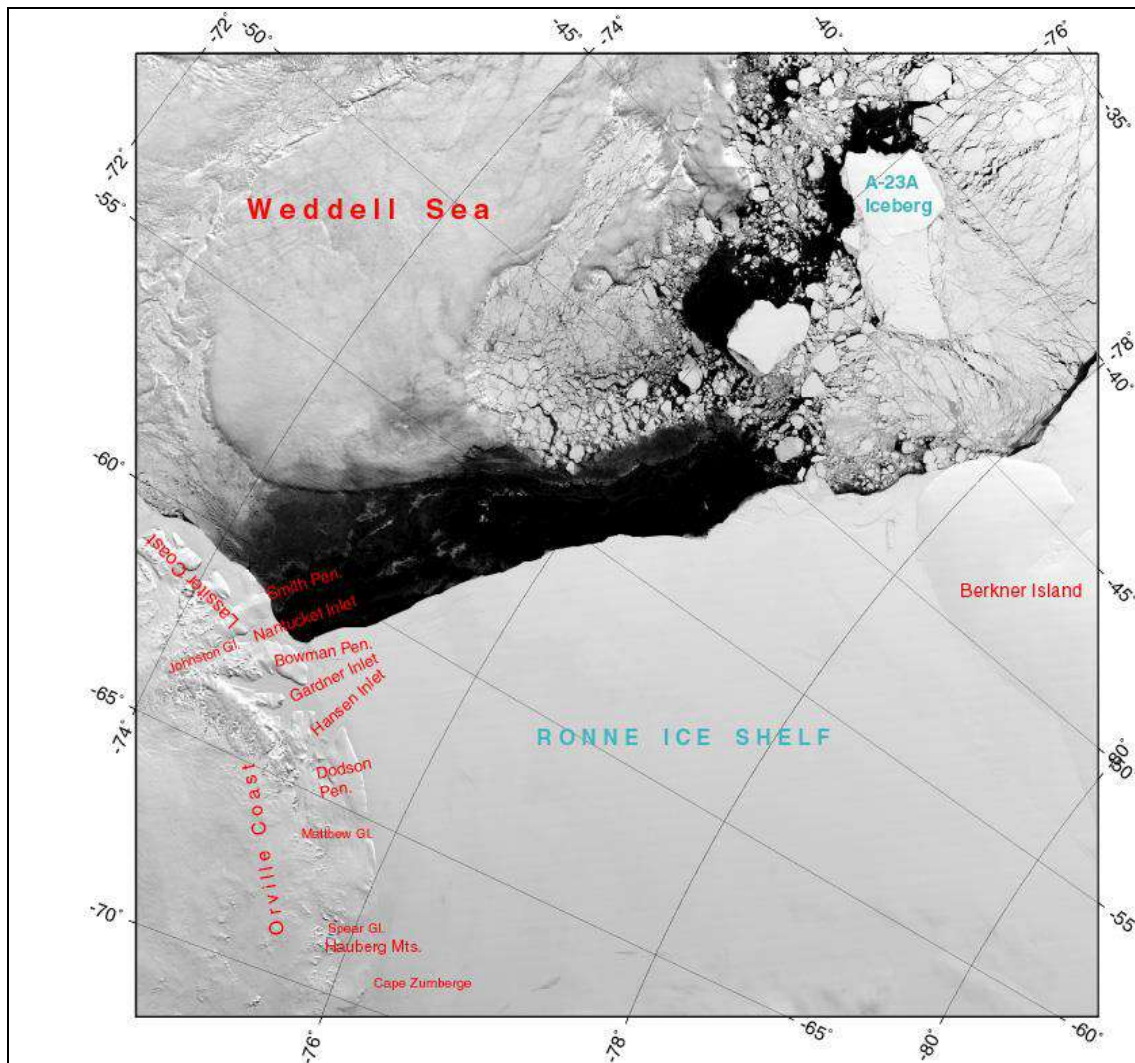 -72°
-50°
-45°
-74°
-40°
-76°
-35°
72°
-55°
A-23A
Iceberg
Weddell Sea
-78°
-40°
-60°
Lassiter Coast
Smith Pen.
Nantucket Inlet
Johnston Gl.
Bowman Pen.
Gardner Inlet
Hansen Inlet
Berkner Island
-45°
-65°
-74°
RONNE ICE SHELF
Dodson
Pen.
Matthew Gl.
-80°
Orville Coast
-70°
-55°
Spear Gl.
Hauberg Mts.
Cape Zumberge
-76°
-78°
-65°
-80°
-60°